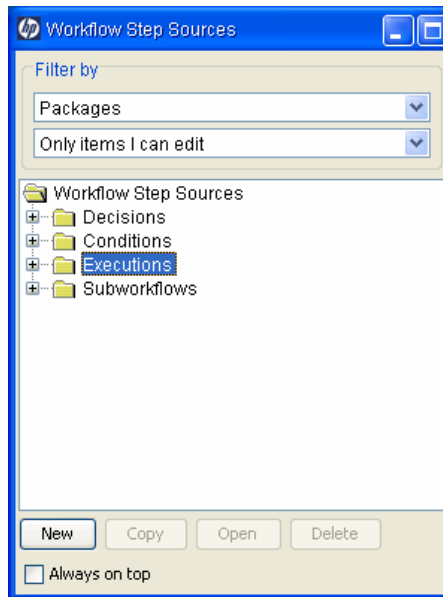 hp Workflow Step Sources
Filter by
Packages
Only items I can edit
Workflow Step Sources
Decisions
Conditions
Executions
Subworkflows
New Copy Open Delete
Always on top